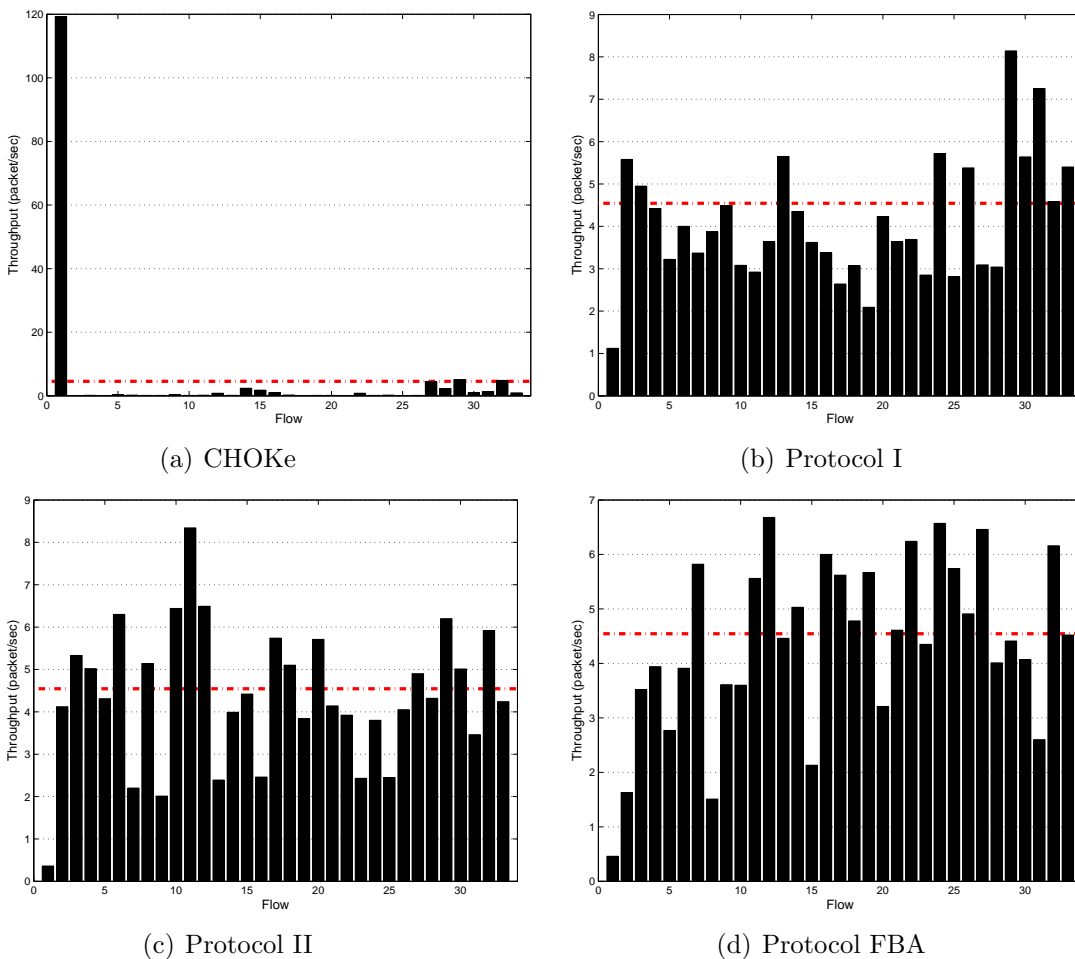 120
100
80
60
40
20
0
Throughput (packet/sec)
0 5 10 15 20 25 30
Flow
(a) CHOKe
9
8
7
6
5
4
3
2
1
0
Throughput (packet/sec)
0 5 10 15 20 25 30
Flow
(b) Protocol I
9
8
7
6
5
4
3
2
1
0
Throughput (packet/sec)
0 5 10 15 20 25 30
Flow
(c) Protocol II
7
6
5
4
3
2
1
0
Throughput (packet/sec)
0 5 10 15 20 25 30
Flow
(d) Protocol FBA